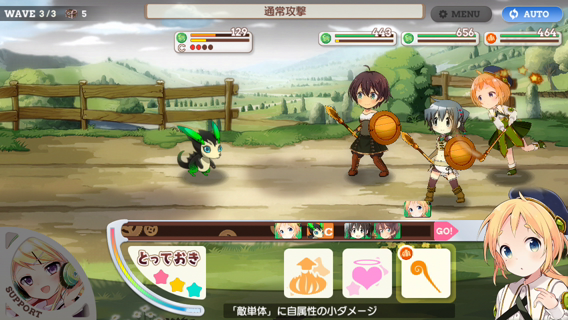 WAVE 3/3 5
通常攻撃
MENU
AUTO
129
C
443
656
464
C
GO!
とっておき
SUPPORT
「敵単体」に自属性の小ダメージ